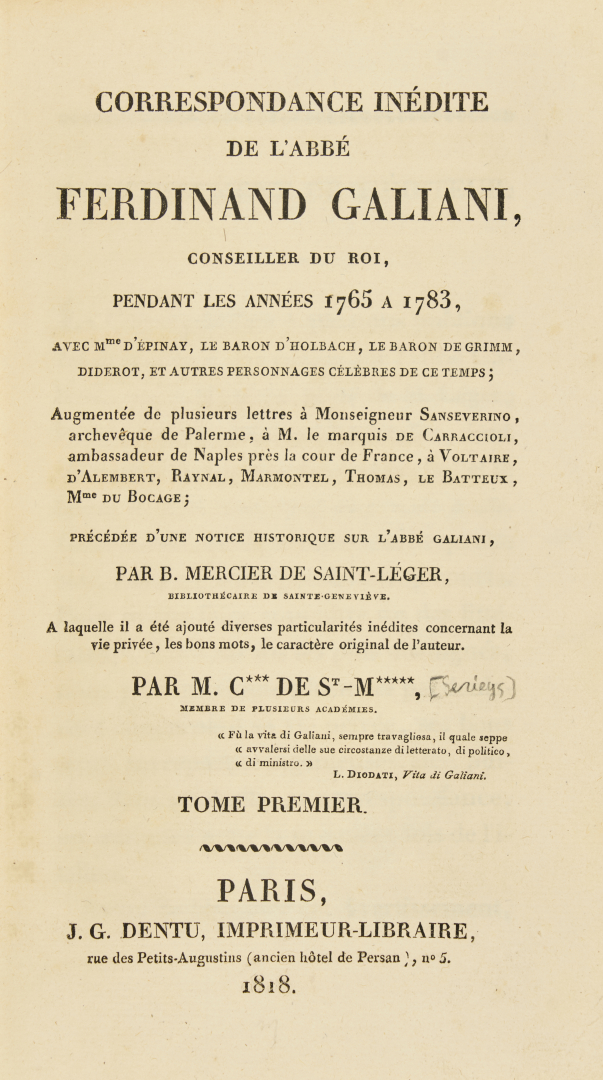 CORRESPONDANCE INÉDITE
DE L'ABBÉ
FERDINAND GALIANI,
CONSEILLER DU ROI,
PENDANT LES ANNÉES 1765 A 1783,
AVEC Mme D'ÉPINAY, LE BARON D'HOLBACH, LE BARON DE GRIMM,
DIDEROT, ET AUTRES PERSONNAGES CÉLÈBRES DE CE TEMPS;
Augmentée de plusieurs lettres à Monseigneur SANSEVERINO,
archevêque de Palerme, à M. le marquis DE CARRACCIOLI,
ambassadeur de Naples près la cour de France, à VOLTAIRE,
D'ALEMBERT, RAYNAL, MARMONTEL, THOMAS, LE BATTEUX,
Mme DU BOCAGE;
PRÉCÉDÉE D'UNE NOTICE HISTORIQUE SUR L'ABBÉ GALIANI,
PAR B. MERCIER DE SAINT-LÉGER,
BIBLIOTHÉCAIRE DE SAINTE-GENEVIÈVE.
A laquelle il a été ajouté diverses particularités inédites concernant la
vie privée, les bons mots, le caractère original de l'auteur.
PAR M. C*** DE ST-M*****, [Serieys]
MEMBRE DE PLUSIEURS ACADÉMIES.
« Fù la vita di Galiani, sempre travagliosa, il quale seppe
« avvalersi delle sue circostanze di letterato, di politico,
« di ministro. »
L. DIODATI, Vita di Galiani.
TOME PREMIER.
PARIS,
J. G. DENTU, IMPRIMEUR-LIBRAIRE,
rue des Petits-Augustins (ancien hôtel de Persan), nº 5.
1818.